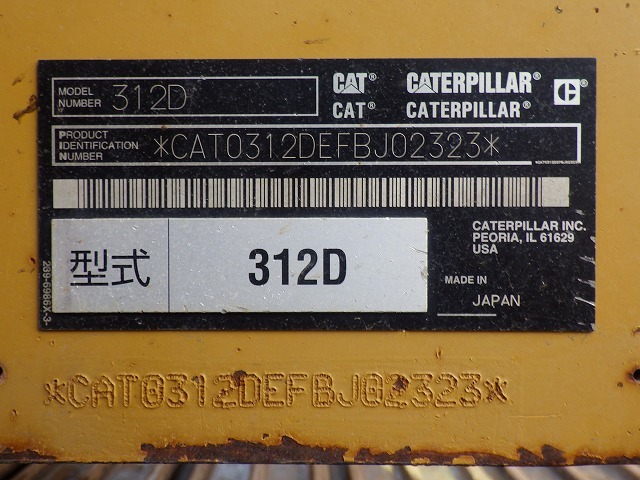 MODEL NUMBER 312D
CAT® CATERPILLAR® C
CAT® CATERPILLAR®
PRODUCT IDENTIFICATION NUMBER *CAT0312DEFBJ02323*
型式 312D
CATERPILLAR INC.
PEORIA, IL 61629
USA
MADE IN
JAPAN
*CAT0312DEFBJ02323*